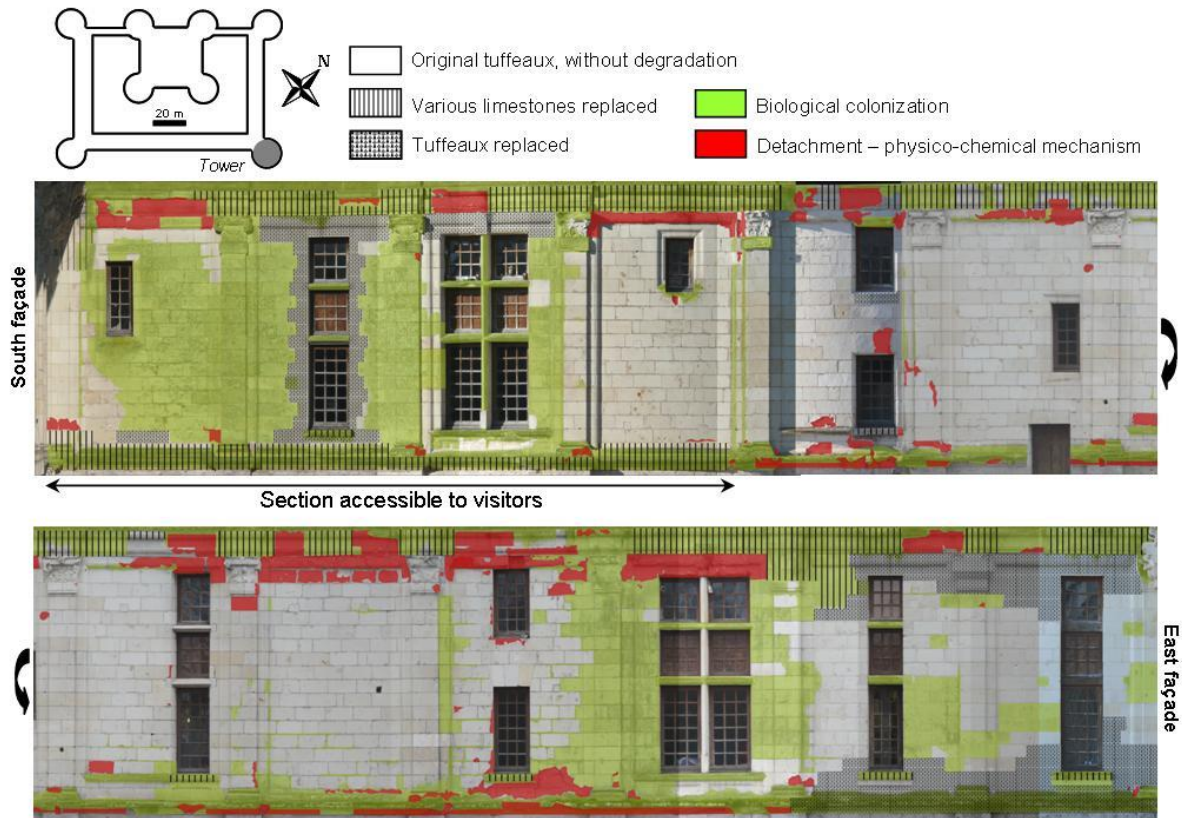 N
Original tuffeaux, without degradation
Various limestones replaced
Biological colonization
20 m
Tuffeaux replaced
Detachment – physico-chemical mechanism
Tower
South façade
Section accessible to visitors
East façade